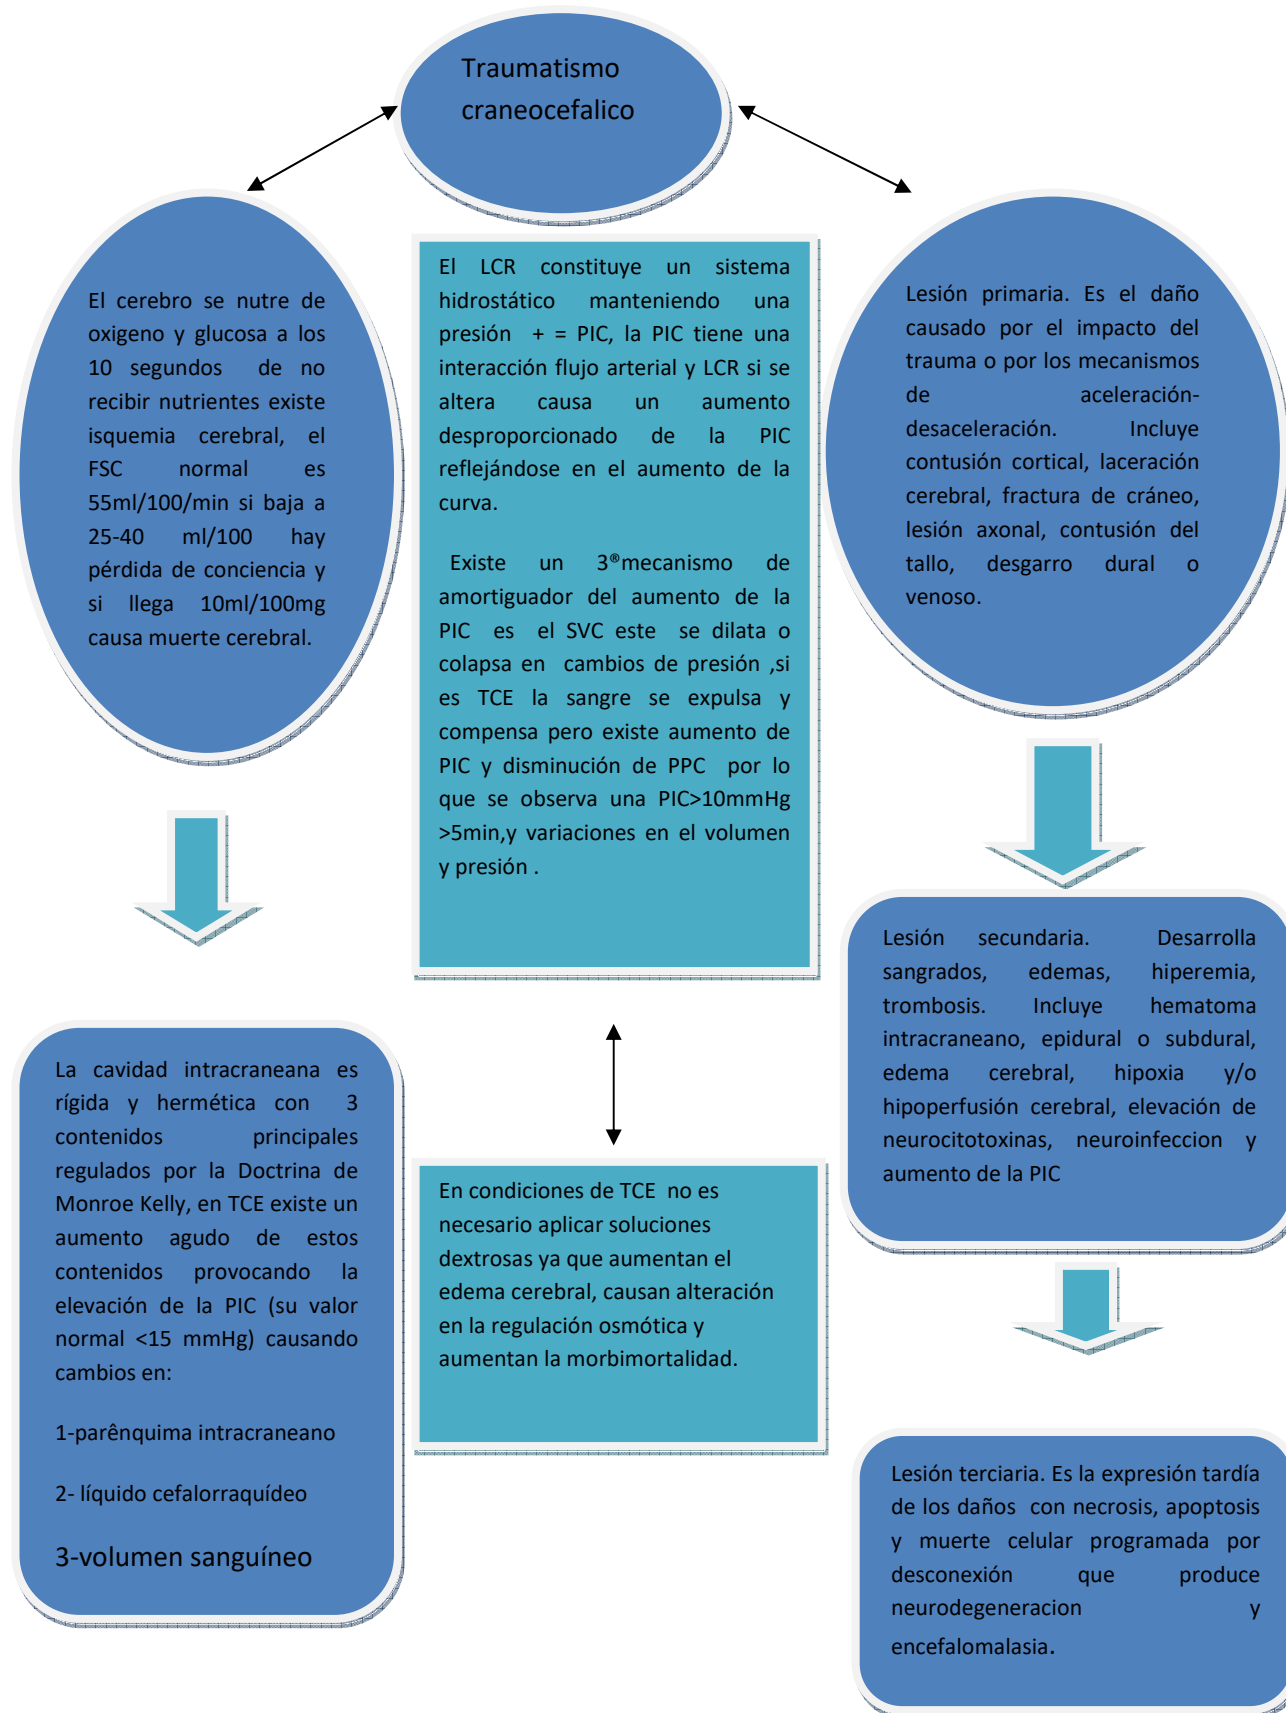 Traumatismo
craneocefalico
El cerebro se nutre de
oxigeno y glucosa a los
10 segundos de no
recibir nutrientes existe
isquemia cerebral, el
FSC normal es
55ml/100/min si baja a
25-40 ml/100 hay
pérdida de conciencia y
si llega 10ml/100mg
causa muerte cerebral.
La cavidad intracraneana es
rígida y hermética con 3
contenidos principales
regulados por la Doctrina de
Monroe Kelly, en TCE existe un
aumento agudo de estos
contenidos provocando la
elevación de la PIC (su valor
normal <15 mmHg) causando
cambios en:
1-parênquima intracraneano
2- líquido cefalorraquídeo
3-volumen sanguíneo
El LCR constituye un sistema
hidrostático manteniendo una
presión + = PIC, la PIC tiene una
interacción flujo arterial y LCR si se
altera causa un aumento
desproporcionado de la PIC
reflejándose en el aumento de la
curva.
Existe un 3®mecanismo de
amortiguador del aumento de la
PIC es el SVC este se dilata o
colapsa en cambios de presión ,si
es TCE la sangre se expulsa y
compensa pero existe aumento de
PIC y disminución de PPC por lo
que se observa una PIC>10mmHg
>5min,y variaciones en el volumen
y presión .
En condiciones de TCE no es
necesario aplicar soluciones
dextrosas ya que aumentan el
edema cerebral, causan alteración
en la regulación osmótica y
aumentan la morbimortalidad.
Lesión primaria. Es el daño
causado por el impacto del
trauma o por los mecanismos
de aceleración-
desaceleración. Incluye
contusión cortical, laceración
cerebral, fractura de cráneo,
lesión axonal, contusión del
tallo, desgarro dural o
venoso.
Lesión secundaria. Desarrolla
sangrados, edemas, hiperemia,
trombosis. Incluye hematoma
intracraneano, epidural o subdural,
edema cerebral, hipoxia y/o
hipoperfusión cerebral, elevación de
neurocitotoxinas, neuroinfeccion y
aumento de la PIC
Lesión terciaria. Es la expresión tardía
de los daños con necrosis, apoptosis
y muerte celular programada por
desconexión que produce
neurodegeneracion y
encefalomalasia.